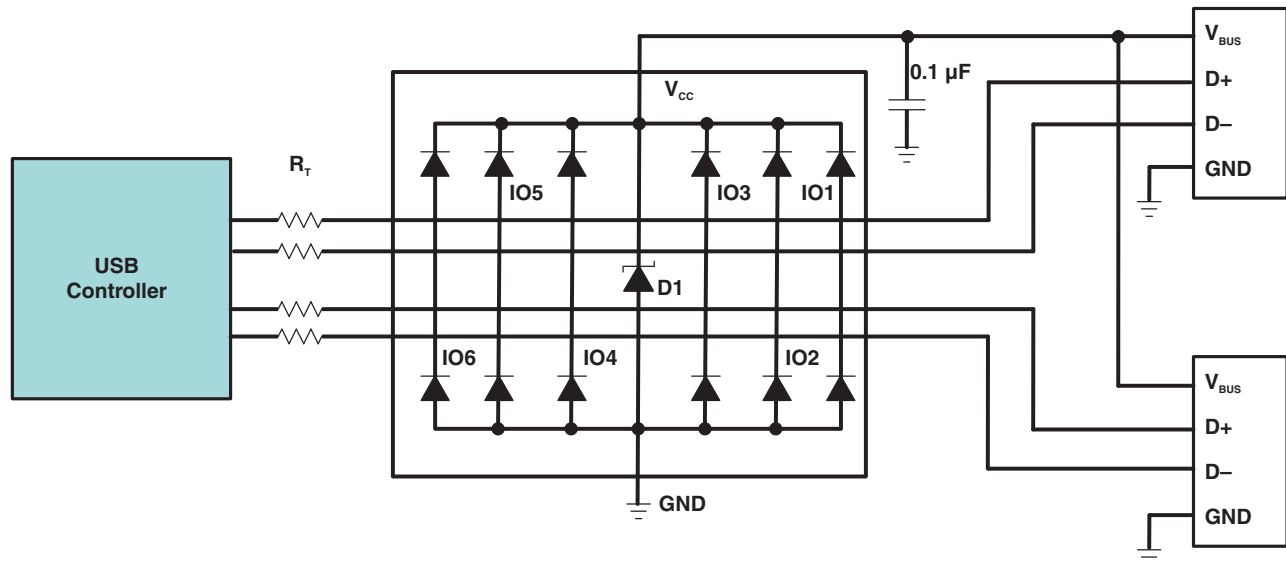 V_BUS
0.1 µF
V_CC
D+
D–
R_T
IO5
IO3
IO1
GND
USB
Controller
D1
IO6
IO4
IO2
V_BUS
D+
D–
GND
GND